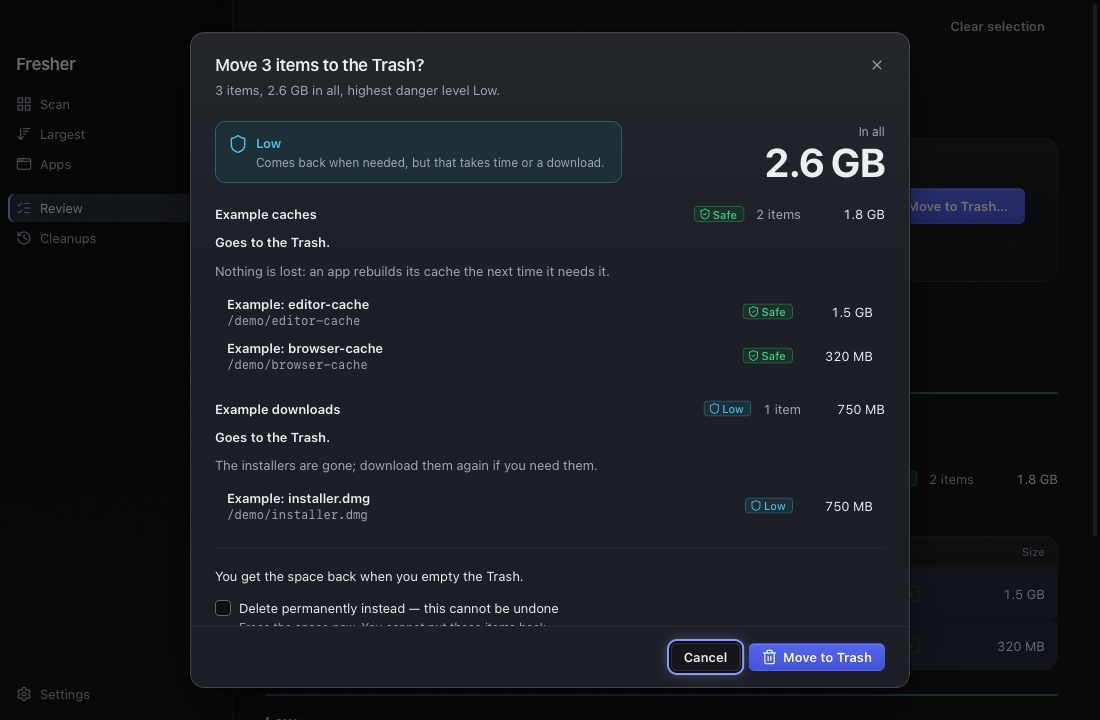 Clear selection
Fresher
Scan
Largest
Apps
Review
Cleanups
Settings
Move 3 items to the Trash?
3 items, 2.6 GB in all, highest danger level Low.
Low
Comes back when needed, but that takes time or a download.
In all
2.6 GB
Example caches Safe 2 items 1.8 GB
Goes to the Trash.
Nothing is lost: an app rebuilds its cache the next time it needs it.
Example: editor-cache Safe 1.5 GB
/demo/editor-cache
Example: browser-cache Safe 320 MB
/demo/browser-cache
Example downloads Low 1 item 750 MB
Goes to the Trash.
The installers are gone; download them again if you need them.
Example: installer.dmg Low 750 MB
/demo/installer.dmg
You get the space back when you empty the Trash.
Delete permanently instead — this cannot be undone
Cancel
Move to Trash
Move to Trash...
2 items 1.8 GB
Size
1.5 GB
320 MB